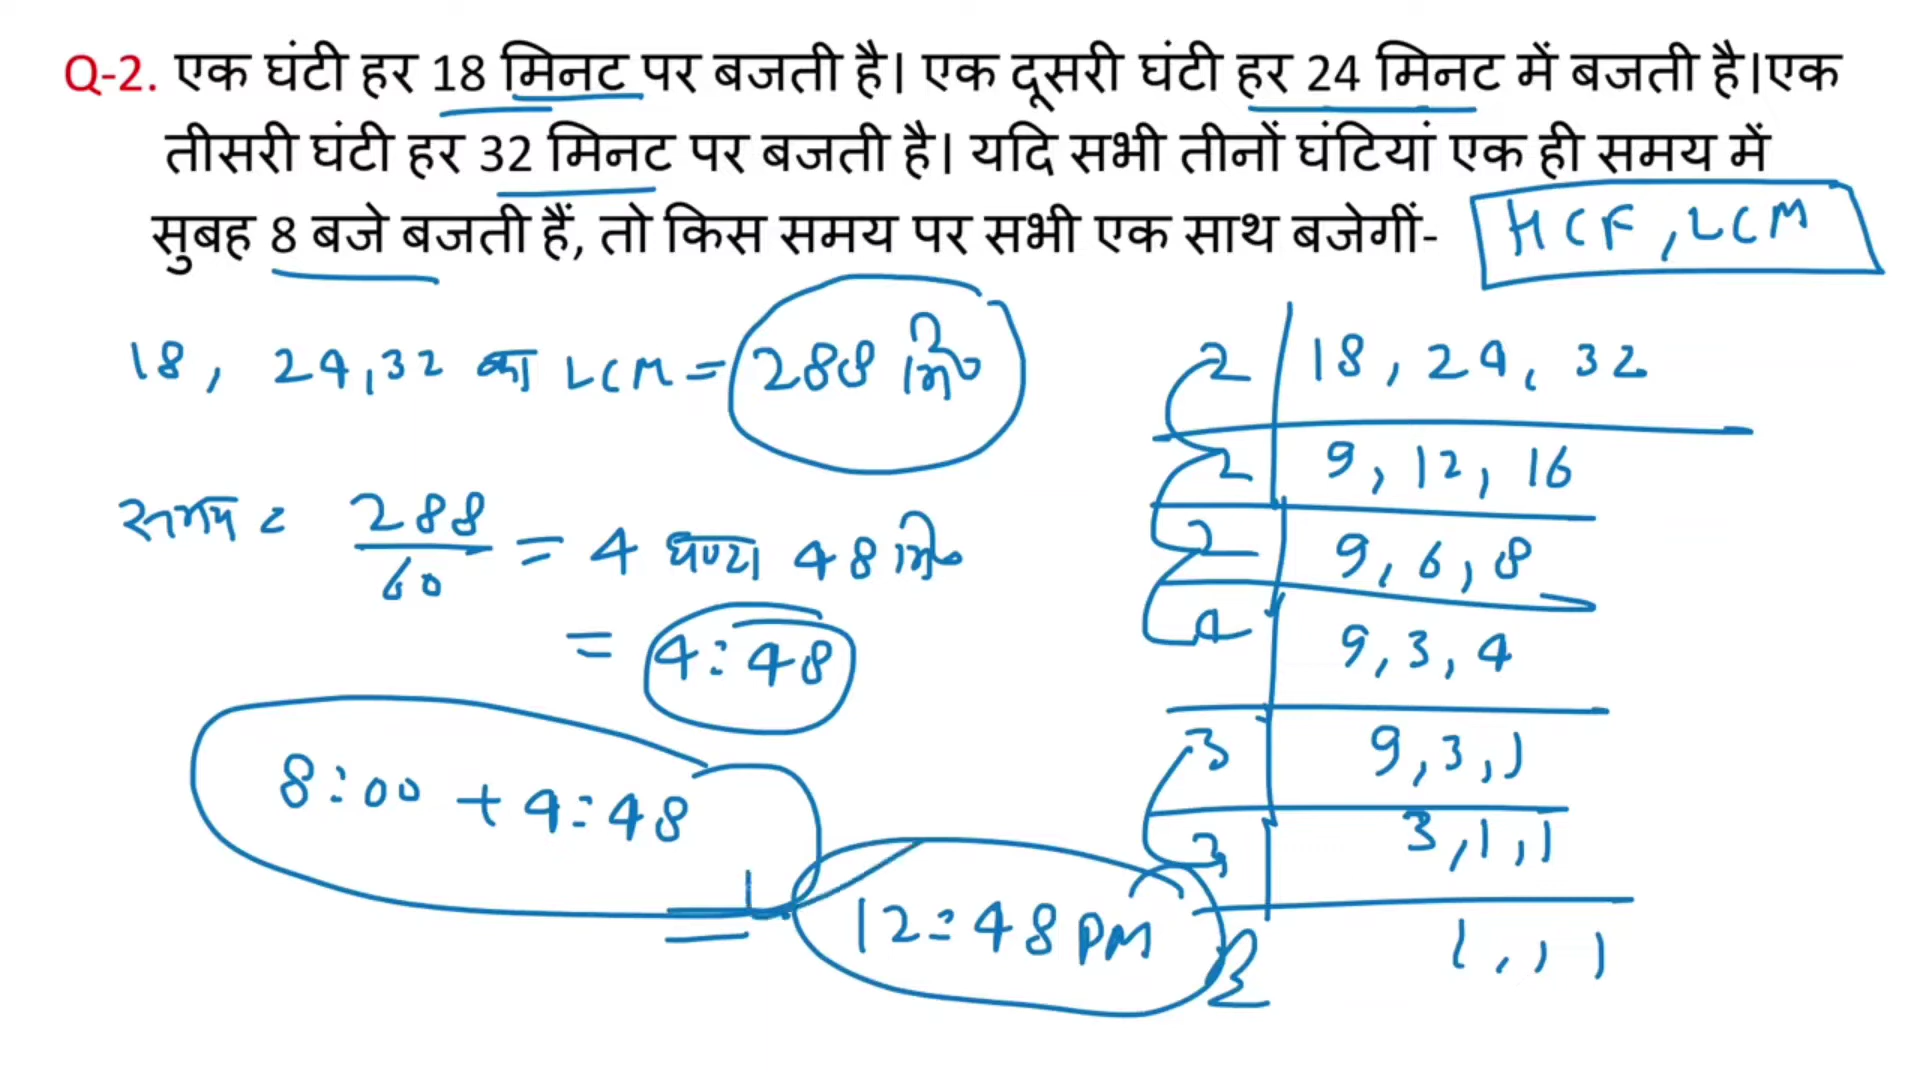 Q-2. एक घंटी हर 18 मिनट पर बजती है। एक दूसरी घंटी हर 24 मिनट में बजती है।एक
तीसरी घंटी हर 32 मिनट पर बजती है। यदि सभी तीनों घंटियां एक ही समय में
सुबह 8 बजे बजती हैं, तो किस समय पर सभी एक साथ बजेगीं-
HCF, LCM
18, 24, 32 का LCM = 288 मि०
समय = 288/60 = 4 घण्टा 48 मि०
= 4:48
8:00 + 4:48
12:48 PM
2 | 18, 24, 32
2 | 9, 12, 16
2 | 9, 6, 8
4 | 9, 3, 4
3 | 9, 3, 1
3 | 3, 1, 1
1, 1, 1